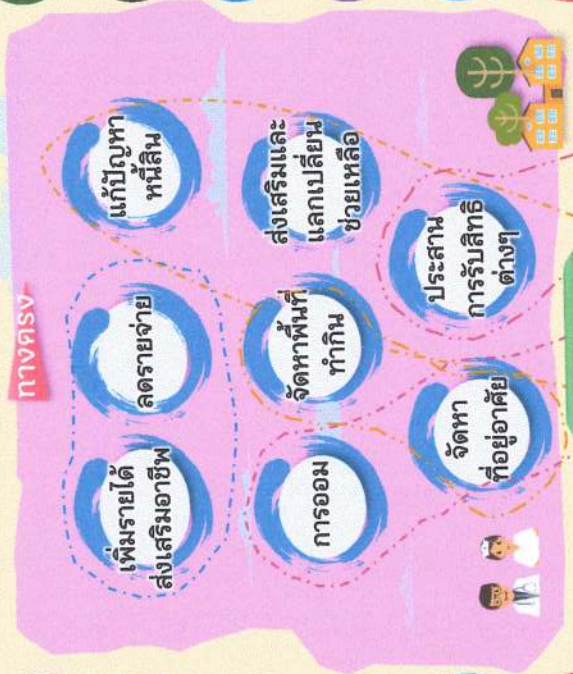 ทางตรง
เพิ่มรายได้
ส่งเสริมอาชีพ
ลดรายจ่าย
แก้ปัญหา
หนี้สิน
การออม
จัดหาพื้นที่
ทำกิน
ส่งเสริมและ
แลกเปลี่ยน
ช่วยเหลือ
จัดหา
ที่อยู่อาศัย
ประสาน
การรับสิทธิ
ต่างๆ